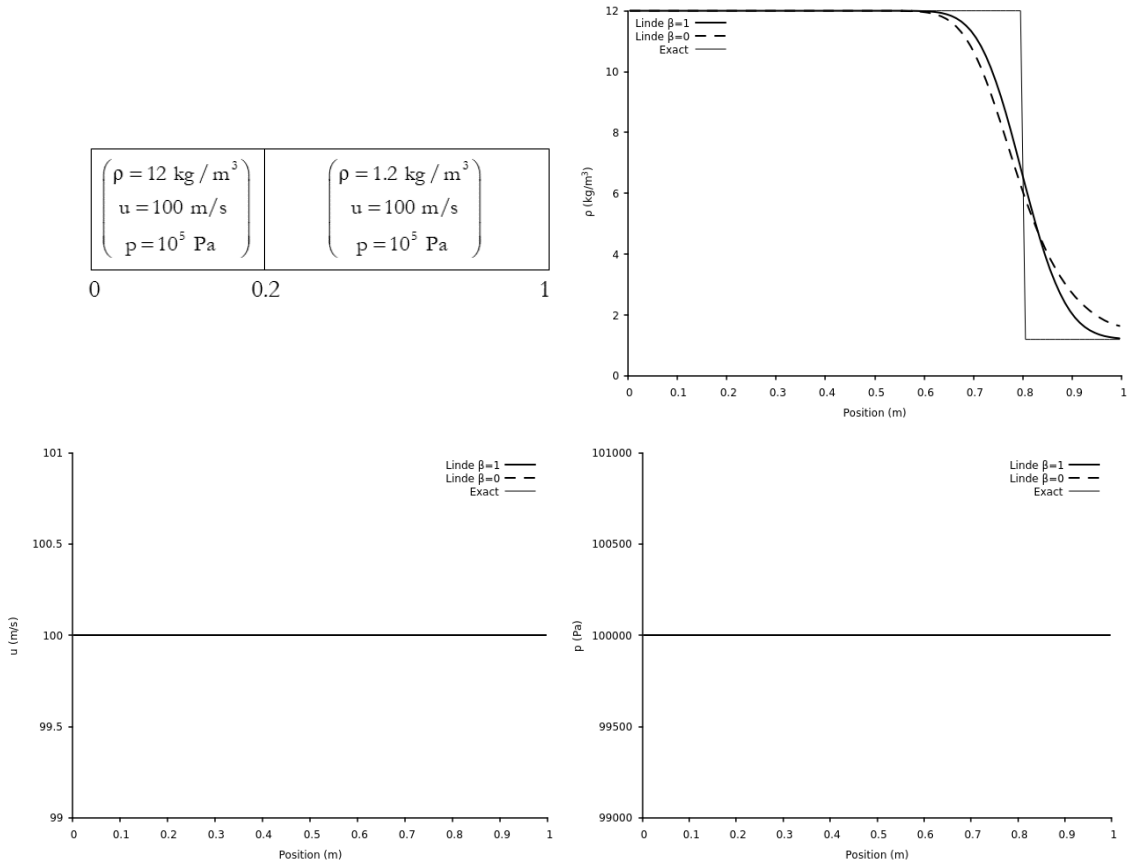 ρ = 12 kg / m³
u = 100 m/s
p = 10⁵ Pa
ρ = 1.2 kg / m³
u = 100 m/s
p = 10⁵ Pa
0 0.2 1
Linde β=1
Linde β=0
Exact
12
10
8
6
4
2
0
ρ (kg/m³)
0 0.1 0.2 0.3 0.4 0.5 0.6 0.7 0.8 0.9 1
Position (m)
Linde β=1
Linde β=0
Exact
101
100.5
100
99.5
99
u (m/s)
0 0.1 0.2 0.3 0.4 0.5 0.6 0.7 0.8 0.9 1
Position (m)
Linde β=1
Linde β=0
Exact
101000
100500
100000
99500
99000
p (Pa)
0 0.1 0.2 0.3 0.4 0.5 0.6 0.7 0.8 0.9 1
Position (m)